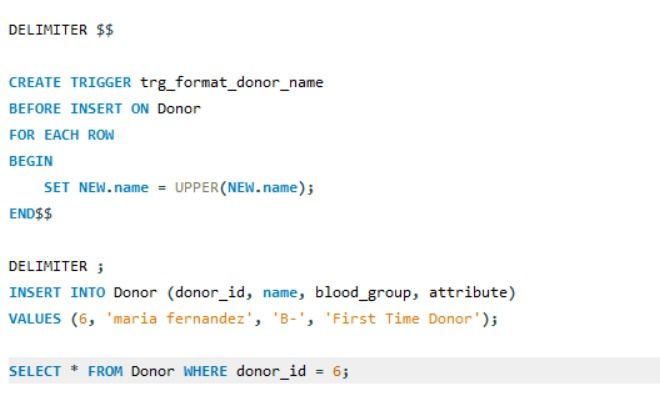 DELIMITER $$
CREATE TRIGGER trg_format_donor_name
BEFORE INSERT ON Donor
FOR EACH ROW
BEGIN
SET NEW.name = UPPER(NEW.name);
END$$
DELIMITER ;
INSERT INTO Donor (donor_id, name, blood_group, attribute)
VALUES (6, 'maria fernandez', 'B-', 'First Time Donor');
SELECT * FROM Donor WHERE donor_id = 6;